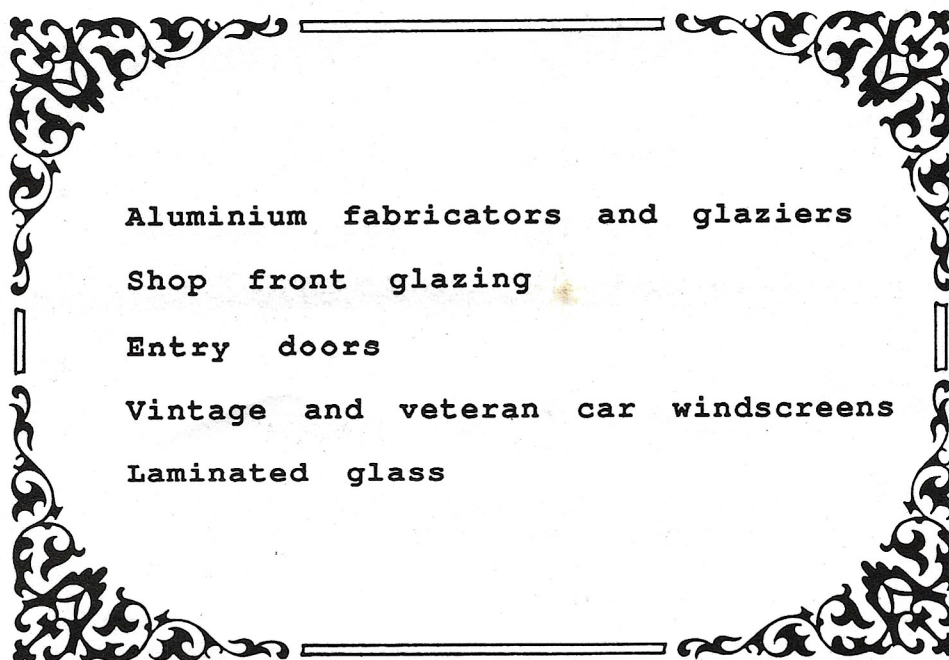 Aluminium fabricators and glaziers
Shop front glazing
Entry doors
Vintage and veteran car windscreens
Laminated glass